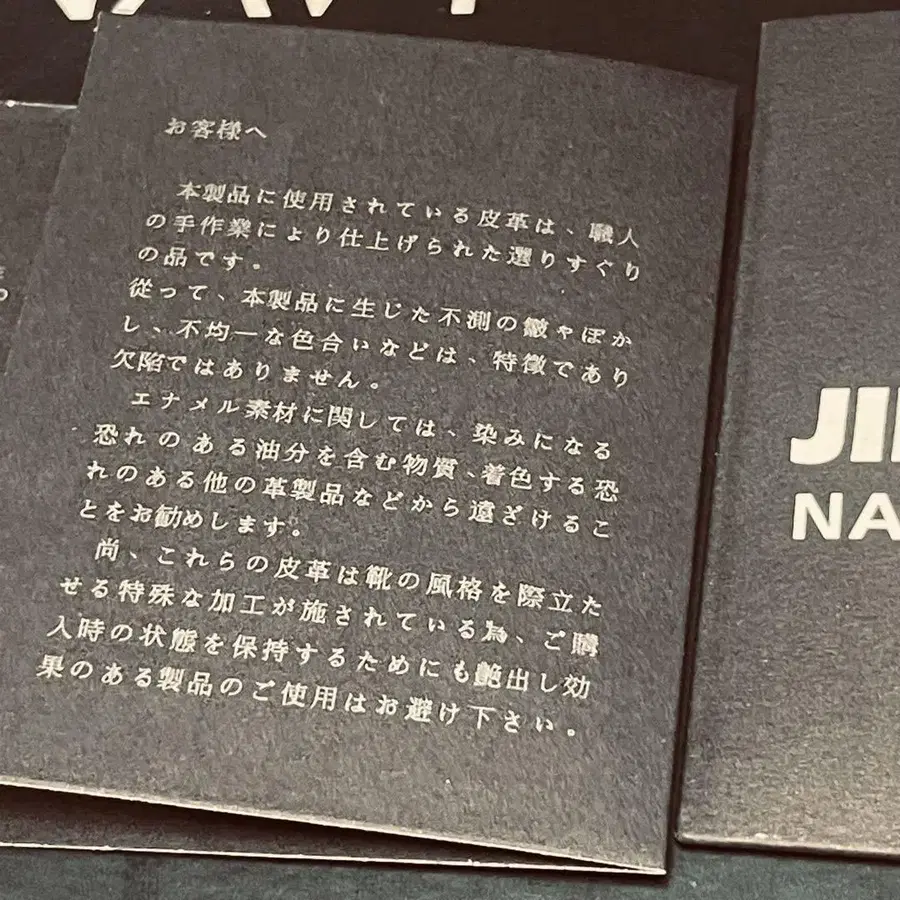 NAVY
お客様へ
本製品に使用されている皮革は、職人
の手作業により仕上げられた選りすぐり
の品です。
従って、本製品に生じた不測の皺やぼか
し、不均一な色合いなどは、特徴であり
欠陥ではありません。
エナメル素材に関しては、染みになる
恐れのある油分を含む物質、着色する恐
れのある他の革製品などから遠ざけるこ
とをお勧めします。
尚、これらの皮革は靴の風格を際立た
せる特殊な加工が施されている為、ご購
入時の状態を保持するためにも艶出し効
果のある製品のご使用はお避け下さい。
JI
NA